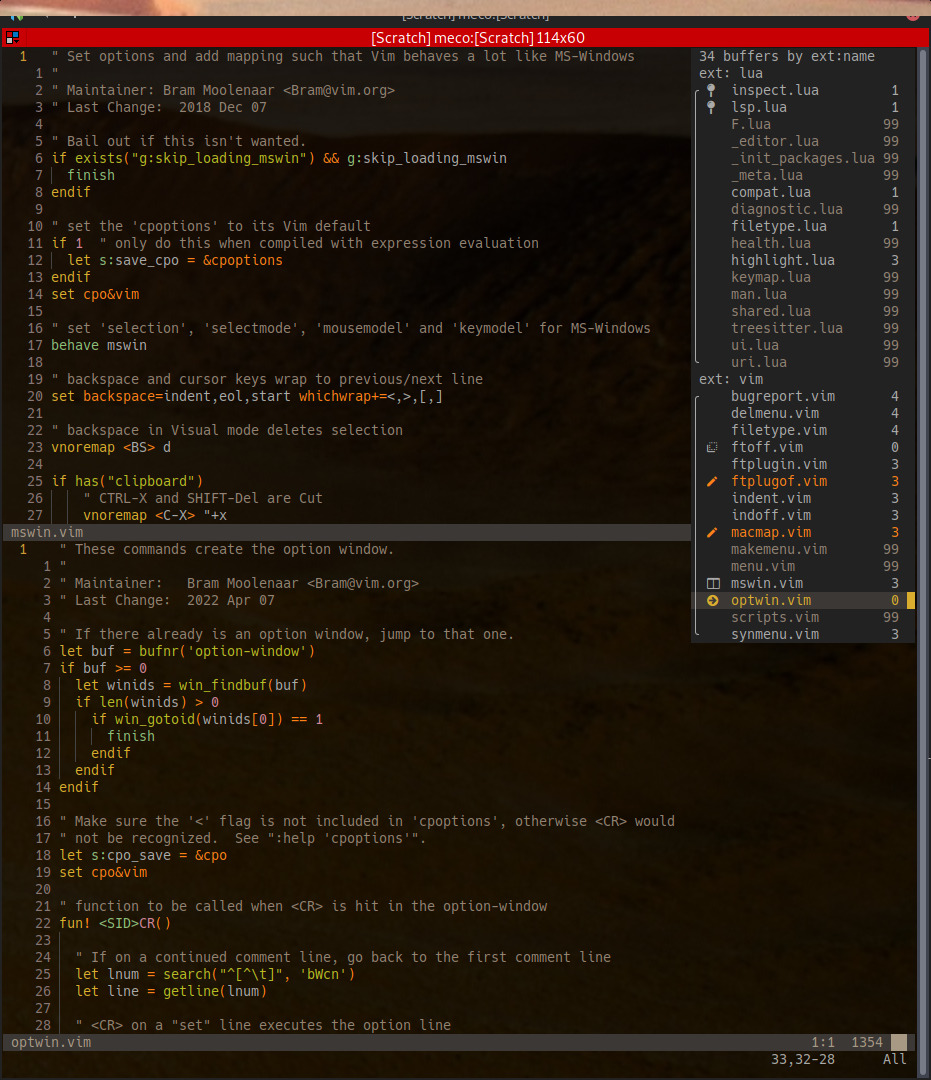 [Scratch] meco:[Scratch]
[Scratch] meco:[Scratch] 114x60
1 " Set options and add mapping such that Vim behaves a lot like MS-Windows
1 "
2 " Maintainer: Bram Moolenaar <Bram@vim.org>
3 " Last Change:  2018 Dec 07
4
5 " Bail out if this isn't wanted.
6 if exists("g:skip_loading_mswin") && g:skip_loading_mswin
7   finish
8 endif
9
10 " set the 'cpoptions' to its Vim default
11 if 1  " only do this when compiled with expression evaluation
12   let s:save_cpo = &cpoptions
13 endif
14 set cpo&vim
15
16 " set 'selection', 'selectmode', 'mousemodel' and 'keymodel' for MS-Windows
17 behave mswin
18
19 " backspace and cursor keys wrap to previous/next line
20 set backspace=indent,eol,start whichwrap+=<,>,[,]
21
22 " backspace in Visual mode deletes selection
23 vnoremap <BS> d
24
25 if has("clipboard")
26     " CTRL-X and SHIFT-Del are Cut
27     vnoremap <C-X> "+x
mswin.vim
1 " These commands create the option window.
1 "
2 " Maintainer:   Bram Moolenaar <Bram@vim.org>
3 " Last Change:  2022 Apr 07
4
5 " If there already is an option window, jump to that one.
6 let buf = bufnr('option-window')
7 if buf >= 0
8   let winids = win_findbuf(buf)
9   if len(winids) > 0
10     if win_gotoid(winids[0]) == 1
11       finish
12     endif
13   endif
14 endif
15
16 " Make sure the '<' flag is not included in 'cpoptions', otherwise <CR> would
17 " not be recognized.  See ":help 'cpoptions'".
18 let s:cpo_save = &cpo
19 set cpo&vim
20
21 " function to be called when <CR> is hit in the option-window
22 fun! <SID>CR()
23
24   " If on a continued comment line, go back to the first comment line
25   let lnum = search("^[^\t]", 'bWcn')
26   let line = getline(lnum)
27
28   " <CR> on a "set" line executes the option line
optwin.vim 1:1 1354
33,32-28 All
34 buffers by ext:name
ext: lua
inspect.lua 1
lsp.lua 1
F.lua 99
_editor.lua 99
_init_packages.lua 99
_meta.lua 99
compat.lua 1
diagnostic.lua 99
filetype.lua 1
health.lua 99
highlight.lua 3
keymap.lua 99
man.lua 99
shared.lua 99
treesitter.lua 99
ui.lua 99
uri.lua 99
ext: vim
bugreport.vim 4
delmenu.vim 4
filetype.vim 4
ftoff.vim 0
ftplugin.vim 3
ftplugof.vim 3
indent.vim 3
indoff.vim 3
macmap.vim 3
makemenu.vim 99
menu.vim 99
mswin.vim 3
optwin.vim 0
scripts.vim 99
synmenu.vim 3